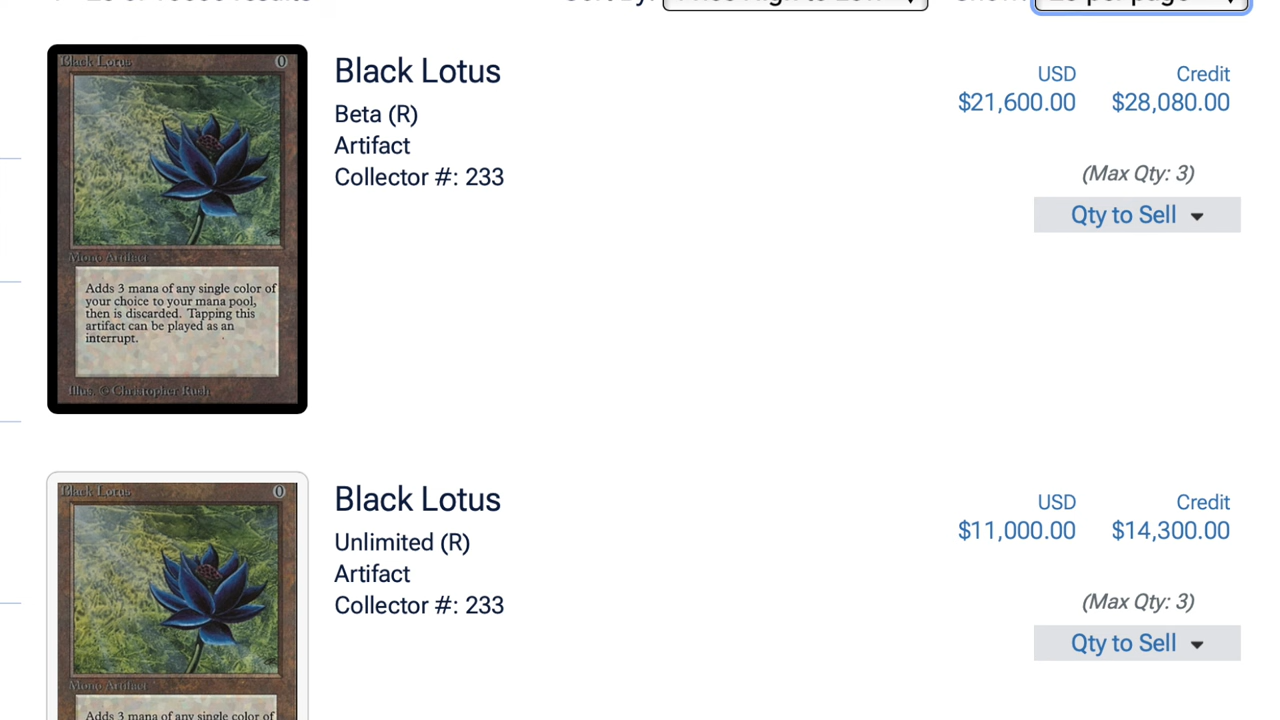 Black Lotus 0
Mono Artifact
Adds 3 mana of any single color of
your choice to your mana pool,
then is discarded. Tapping this
artifact can be played as an
interrupt.
Illus. © Christopher Rush
Black Lotus
Beta (R)
Artifact
Collector #: 233
USD Credit
$21,600.00 $28,080.00
(Max Qty: 3)
Qty to Sell
Black Lotus 0
Mono Artifact
Adds 3 mana of any single color of
Black Lotus
Unlimited (R)
Artifact
Collector #: 233
USD Credit
$11,000.00 $14,300.00
(Max Qty: 3)
Qty to Sell